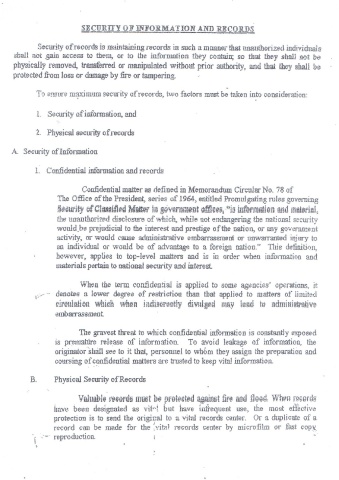 SECURITY OF INFORMATION AND RECORDS
Security of records is maintaining records in such a manner that unauthorized individuals
shall not gain access to them, or to the information they contain; so that they shall not be
physically removed, transferred or manipulated without prior authority, and that they shall be
protected from loss or damage by fire or tampering.
To ensure maximum security of records, two factors must be taken into consideration:
1. Security of information, and
2. Physical security of records
A. Security of Information
1. Confidential information and records
Confidential matter as defined in Memorandum Circular No. 78 of
The Office of the President, series of 1964, entitled Promulgating rules governing
Security of Classified Matter in government offices, "is information and material,
the unauthorized disclosure of which, while not endangering the national security
would be prejudicial to the interest and prestige of the nation, or any government
activity, or would cause administrative embarrassment or unwarranted injury to
an individual or would be of advantage to a foreign nation." This definition,
however, applies to top-level matters and is in order when information and
materials pertain to national security and interest.
When the term confidential is applied to some agencies' operations, it
denotes a lower degree of restriction than that applied to matters of limited
circulation which when indirectly divulged may lead to administrative
embarrassment.
The gravest threat to which confidential information is constantly exposed
is premature release of information. To avoid leakage of information, the
originator shall see to it that, personnel to whom they assign the preparation and
coursing of confidential matters are trusted to keep vital information.
B. Physical Security of Records
Valuable records must be protected against fire and flood. When records
have been designated as vital but have infrequent use, the most effective
protection is to send the original to a vital records center. Or a duplicate of a
record can be made for the vital records center by microfilm or fast copy
reproduction.